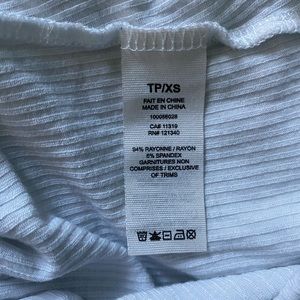 TP/XS
FAIT EN CHINE
MADE IN CHINA
100086028
CA# 11319
RN# 121340
94% RAYONNE / RAYON
6% SPANDEX
GARNITURES NON
COMPRISES / EXCLUSIVE
OF TRIMS